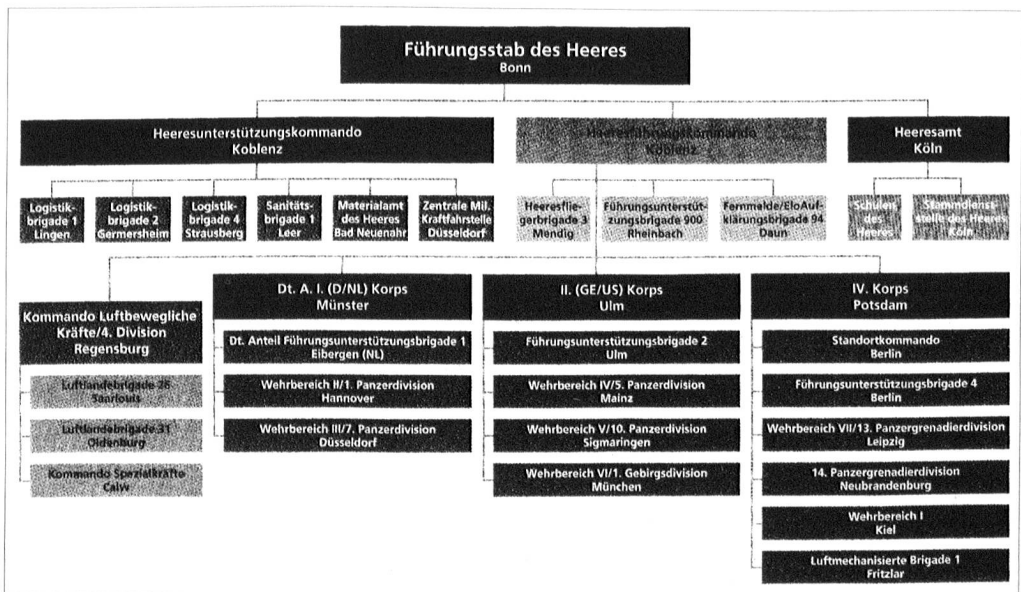 Führungsstab des Heeres
Bonn
Heeresunterstützungskommando
Koblenz
Heeresführungskommando
Koblenz
Heeresamt
Köln
Logistik-
brigade 1
Lingen
Logistik-
brigade 2
Germersheim
Logistik-
brigade 4
Strausberg
Sanitäts-
brigade 1
Leer
Materialamt
des Heeres
Bad Neuenahr
Zentrale Mil.
Kraftfahrstelle
Düsseldorf
Heeresflie-
gerbrigade 3
Mendig
Führungsunterstüt-
zungsbrigade 900
Rheinbach
Fernmelde/EloAuf-
klärungsbrigade 94
Daun
Schulen
des
Heeres
Stammdienst
stelle des Heeres
Köln
Kommando Luftbewegliche
Kräfte/4. Division
Regensburg
Luftlandebrigade 26
Saarlouis
Luftlandebrigade 31
Oldenburg
Kommando Spezialkräfte
Calw
Dt. A. I. (D/NL) Korps
Münster
Dt. Anteil Führungsunterstützungsbrigade 1
Eibergen (NL)
Wehrbereich II/1. Panzerdivision
Hannover
Wehrbereich III/7. Panzerdivision
Düsseldorf
II. (GE/US) Korps
Ulm
Führungsunterstützungsbrigade 2
Ulm
Wehrbereich IV/5. Panzerdivision
Mainz
Wehrbereich V/10. Panzerdivision
Sigmaringen
Wehrbereich VI/1. Gebirgsdivision
München
IV. Korps
Potsdam
Standortkommando
Berlin
Führungsunterstützungsbrigade 4
Berlin
Wehrbereich VII/13. Panzergrenadierdivision
Leipzig
14. Panzergrenadierdivision
Neubrandenburg
Wehrbereich I
Kiel
Luftmechanisierte Brigade 1
Fritzlar